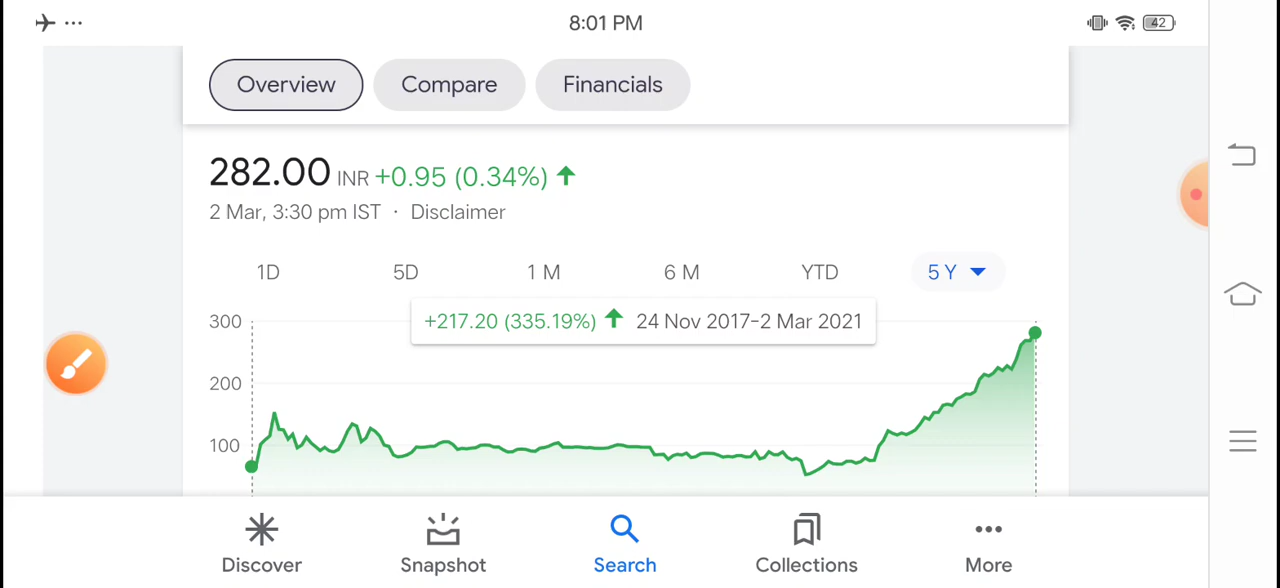 8:01 PM
42
Overview Compare Financials
282.00 INR +0.95 (0.34%)
2 Mar, 3:30 pm IST · Disclaimer
1D 5D 1 M 6 M YTD 5 Y
+217.20 (335.19%) 24 Nov 2017-2 Mar 2021
300
200
100
Discover Snapshot Search Collections More